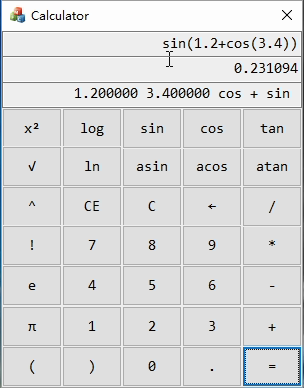 Calculator
sin(1.2+cos(3.4))
0.231094
1.200000 3.400000 cos + sin
x² log sin cos tan
√ ln asin acos atan
^ CE C ← /
! 7 8 9 *
e 4 5 6 -
π 1 2 3 +
( ) 0 . =